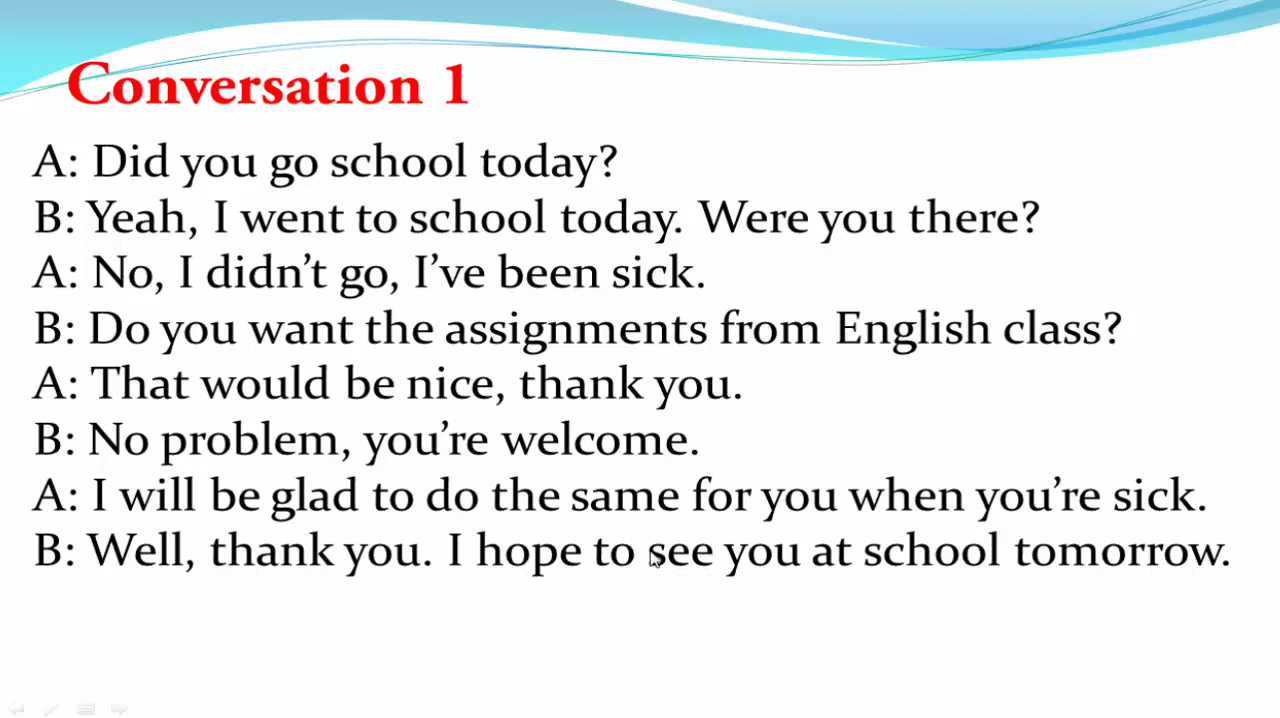 Conversation 1
A: Did you go school today?
B: Yeah, I went to school today. Were you there?
A: No, I didn’t go, I’ve been sick.
B: Do you want the assignments from English class?
A: That would be nice, thank you.
B: No problem, you’re welcome.
A: I will be glad to do the same for you when you’re sick.
B: Well, thank you. I hope to see you at school tomorrow.